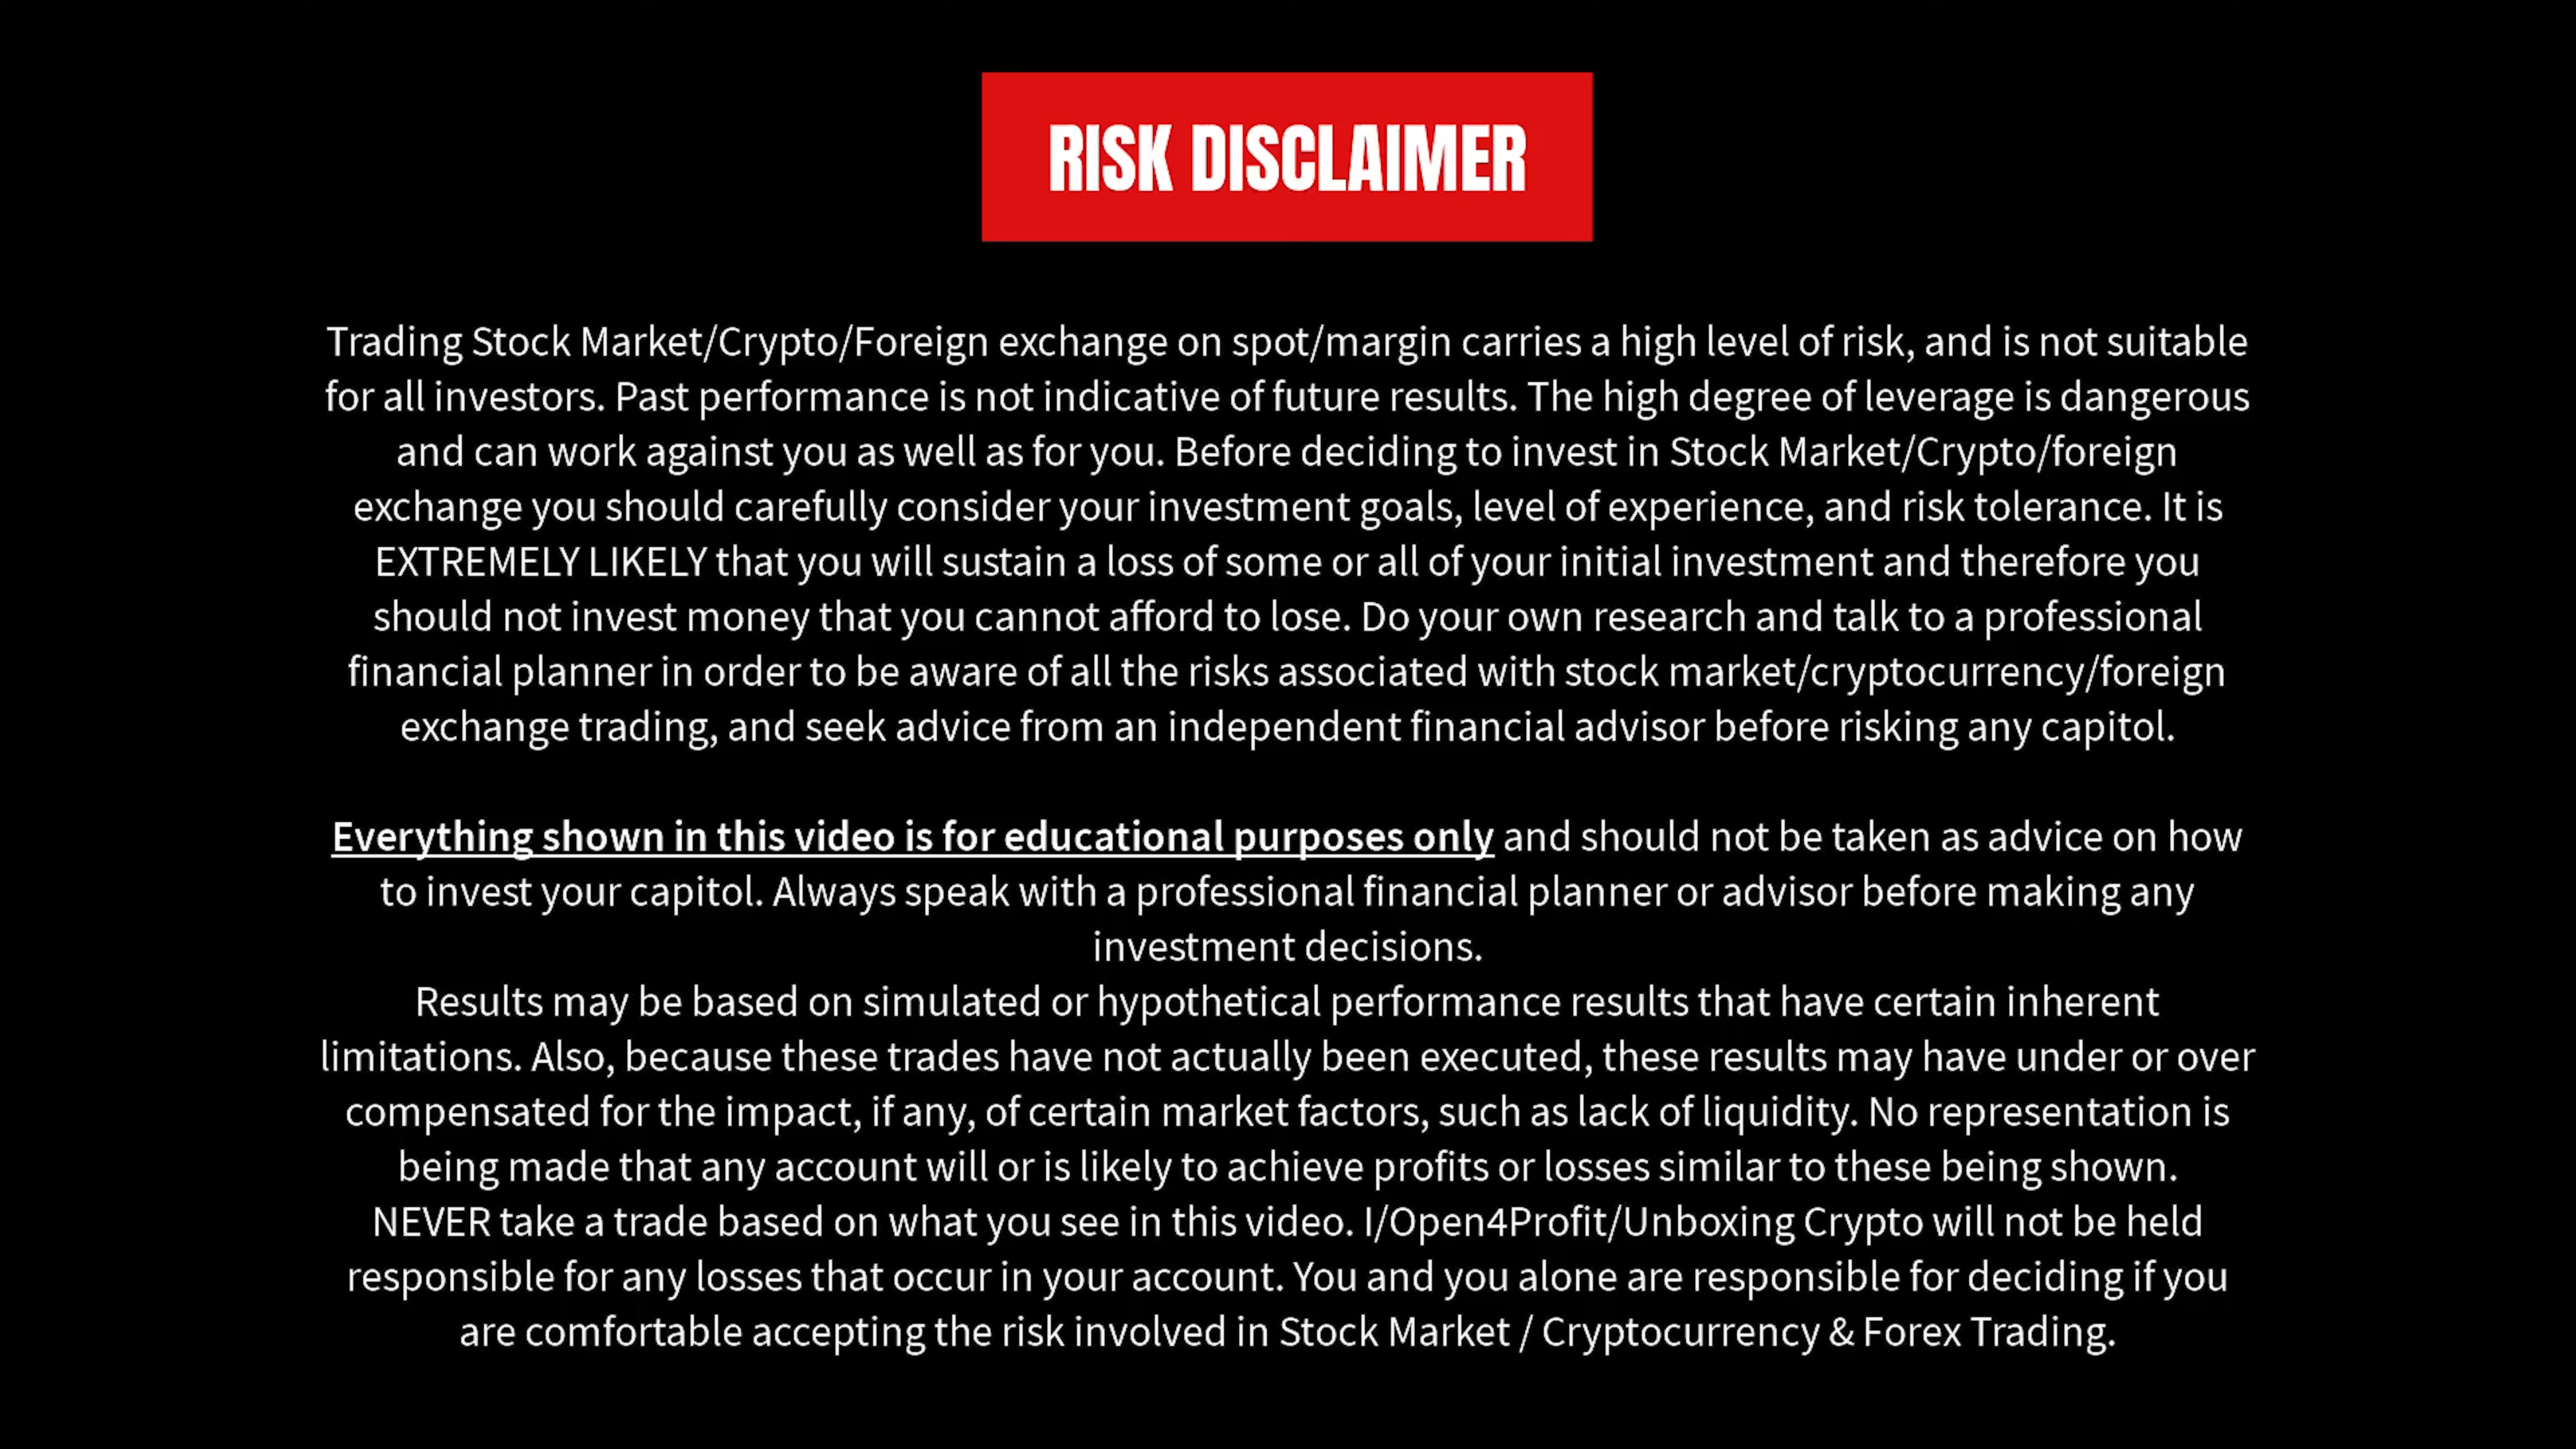 RISK DISCLAIMER
Trading Stock Market/Crypto/Foreign exchange on spot/margin carries a high level of risk, and is not suitable
for all investors. Past performance is not indicative of future results. The high degree of leverage is dangerous
and can work against you as well as for you. Before deciding to invest in Stock Market/Crypto/foreign
exchange you should carefully consider your investment goals, level of experience, and risk tolerance. It is
EXTREMELY LIKELY that you will sustain a loss of some or all of your initial investment and therefore you
should not invest money that you cannot afford to lose. Do your own research and talk to a professional
financial planner in order to be aware of all the risks associated with stock market/cryptocurrency/foreign
exchange trading, and seek advice from an independent financial advisor before risking any capitol.
Everything shown in this video is for educational purposes only and should not be taken as advice on how
to invest your capitol. Always speak with a professional financial planner or advisor before making any
investment decisions.
Results may be based on simulated or hypothetical performance results that have certain inherent
limitations. Also, because these trades have not actually been executed, these results may have under or over
compensated for the impact, if any, of certain market factors, such as lack of liquidity. No representation is
being made that any account will or is likely to achieve profits or losses similar to these being shown.
NEVER take a trade based on what you see in this video. I/Open4Profit/Unboxing Crypto will not be held
responsible for any losses that occur in your account. You and you alone are responsible for deciding if you
are comfortable accepting the risk involved in Stock Market / Cryptocurrency & Forex Trading.